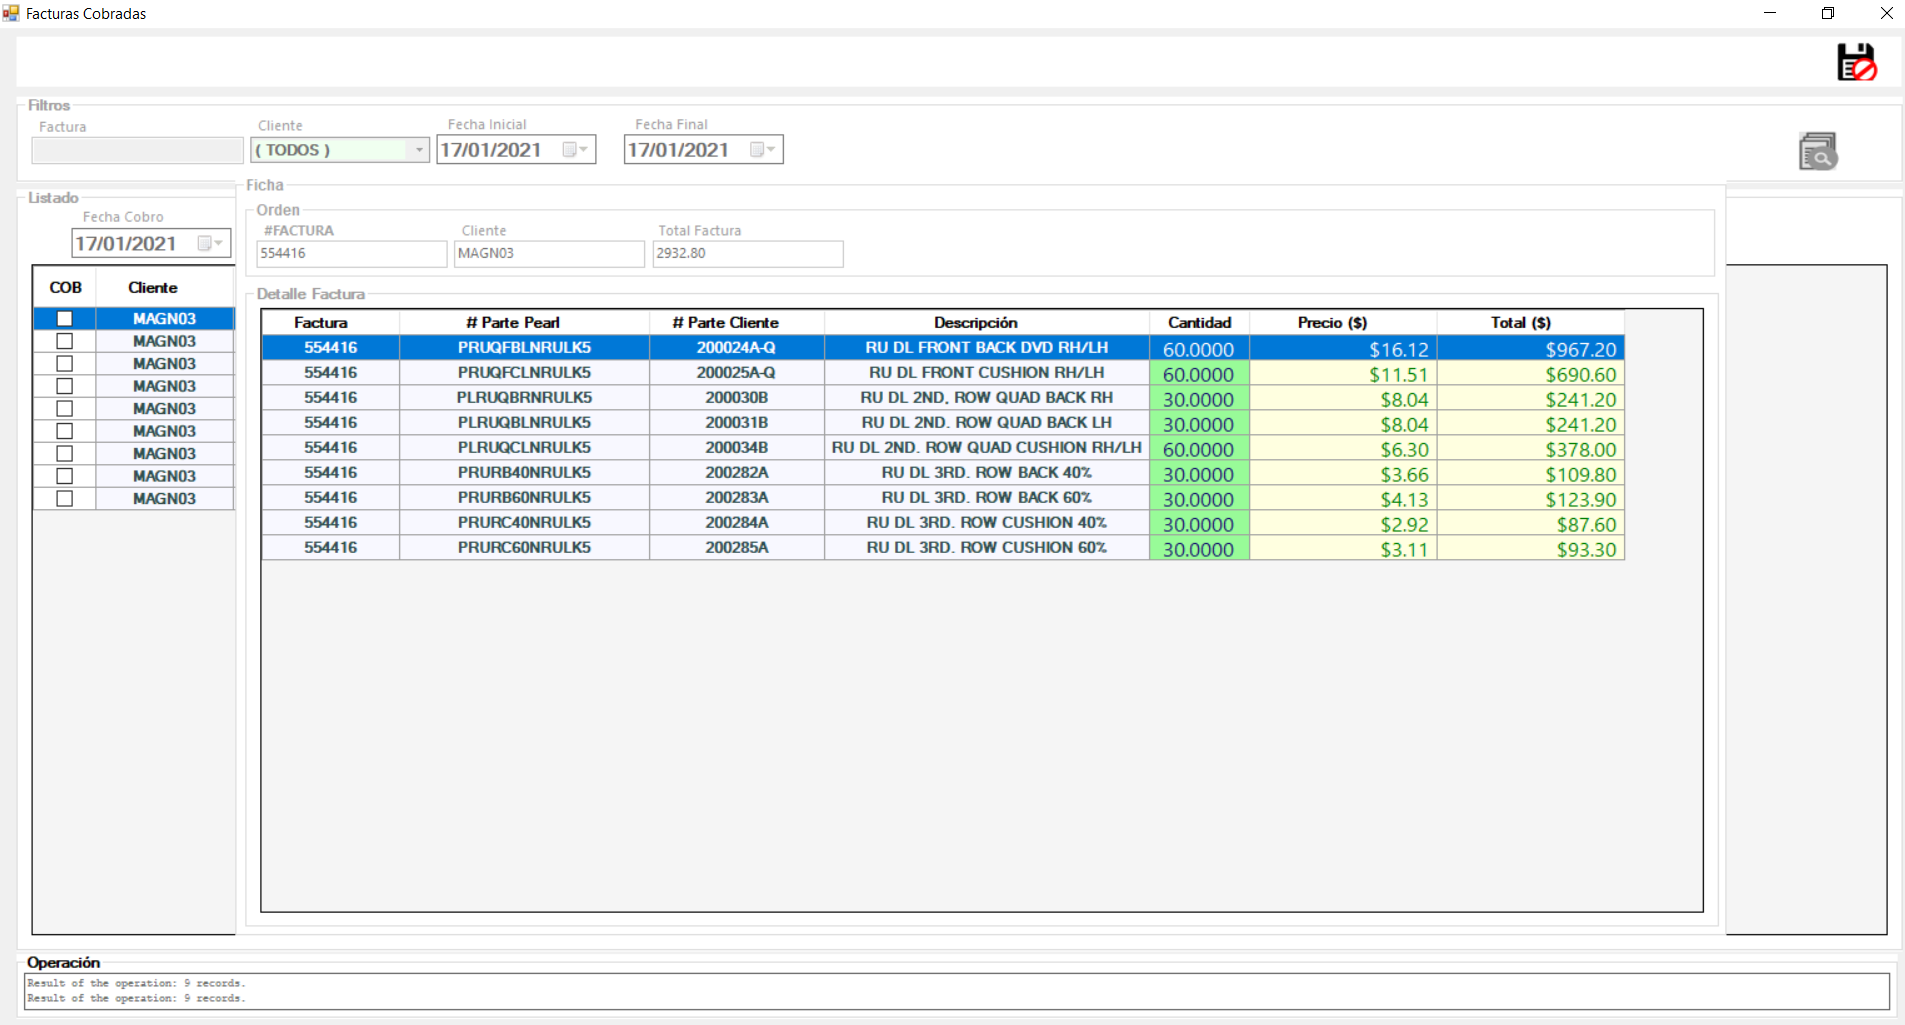 Facturas Cobradas
Filtros
Factura
Cliente
Fecha Inicial
Fecha Final
( TODOS )
17/01/2021
17/01/2021
Listado
Fecha Cobro
17/01/2021
COB Cliente
MAGN03
MAGN03
MAGN03
MAGN03
MAGN03
MAGN03
MAGN03
MAGN03
MAGN03
Ficha
Orden
#FACTURA Cliente Total Factura
554416 MAGN03 2932.80
Detalle Factura
Factura # Parte Pearl # Parte Cliente Descripción Cantidad Precio ($) Total ($)
554416 PRUQFBLNRULK5 200024A-Q RU DL FRONT BACK DVD RH/LH 60.0000 $16.12 $967.20
554416 PRUQFCLNRULK5 200025A-Q RU DL FRONT CUSHION RH/LH 60.0000 $11.51 $690.60
554416 PLRUQBRNRULK5 200030B RU DL 2ND, ROW QUAD BACK RH 30.0000 $8.04 $241.20
554416 PLRUQBLNRULK5 200031B RU DL 2ND. ROW QUAD BACK LH 30.0000 $8.04 $241.20
554416 PLRUQCLNRULK5 200034B RU DL 2ND. ROW QUAD CUSHION RH/LH 60.0000 $6.30 $378.00
554416 PRURB40NRULK5 200282A RU DL 3RD. ROW BACK 40% 30.0000 $3.66 $109.80
554416 PRURB60NRULK5 200283A RU DL 3RD. ROW BACK 60% 30.0000 $4.13 $123.90
554416 PRURC40NRULK5 200284A RU DL 3RD. ROW CUSHION 40% 30.0000 $2.92 $87.60
554416 PRURC60NRULK5 200285A RU DL 3RD. ROW CUSHION 60% 30.0000 $3.11 $93.30
Operación
Result of the operation: 9 records.
Result of the operation: 9 records.